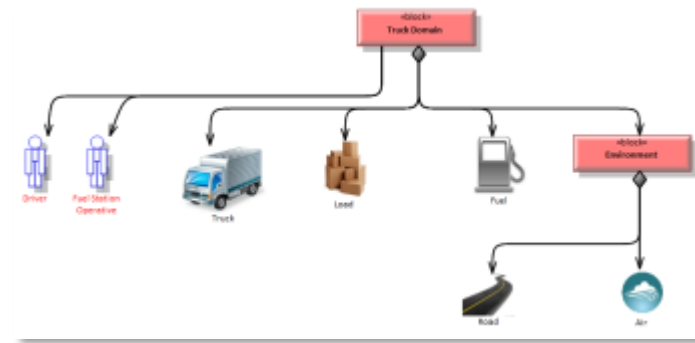 «block»
Truck Domain
Driver
Fuel Station
Operative
Truck
Load
Fuel
«block»
Environment
Road
Air